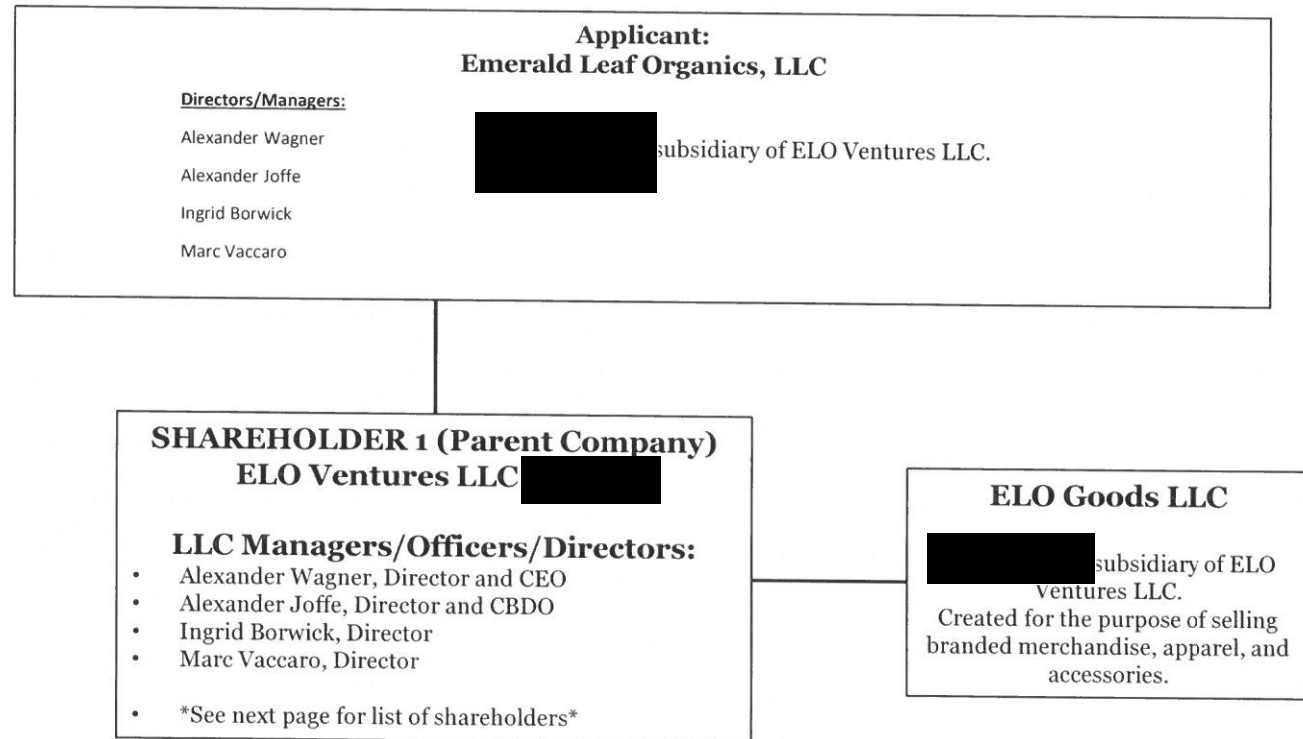 Applicant:
Emerald Leaf Organics, LLC
Directors/Managers:
Alexander Wagner
subsidiary of ELO Ventures LLC.
Alexander Joffe
Ingrid Borwick
Marc Vaccaro
SHAREHOLDER 1 (Parent Company)
ELO Ventures LLC
LLC Managers/Officers/Directors:
• Alexander Wagner, Director and CEO
• Alexander Joffe, Director and CBDO
• Ingrid Borwick, Director
• Marc Vaccaro, Director
• *See next page for list of shareholders*
ELO Goods LLC
subsidiary of ELO
Ventures LLC.
Created for the purpose of selling
branded merchandise, apparel, and
accessories.